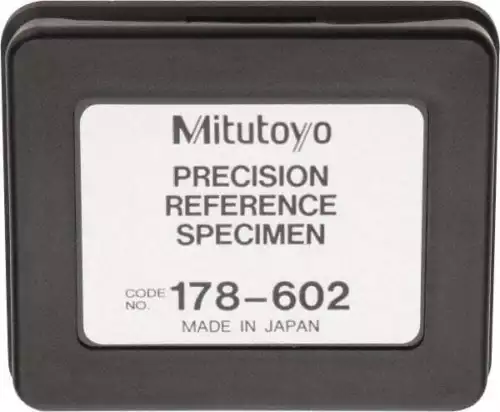 Mitutoyo
PRECISION
REFERENCE
SPECIMEN
CODE NO. 178-602
MADE IN JAPAN